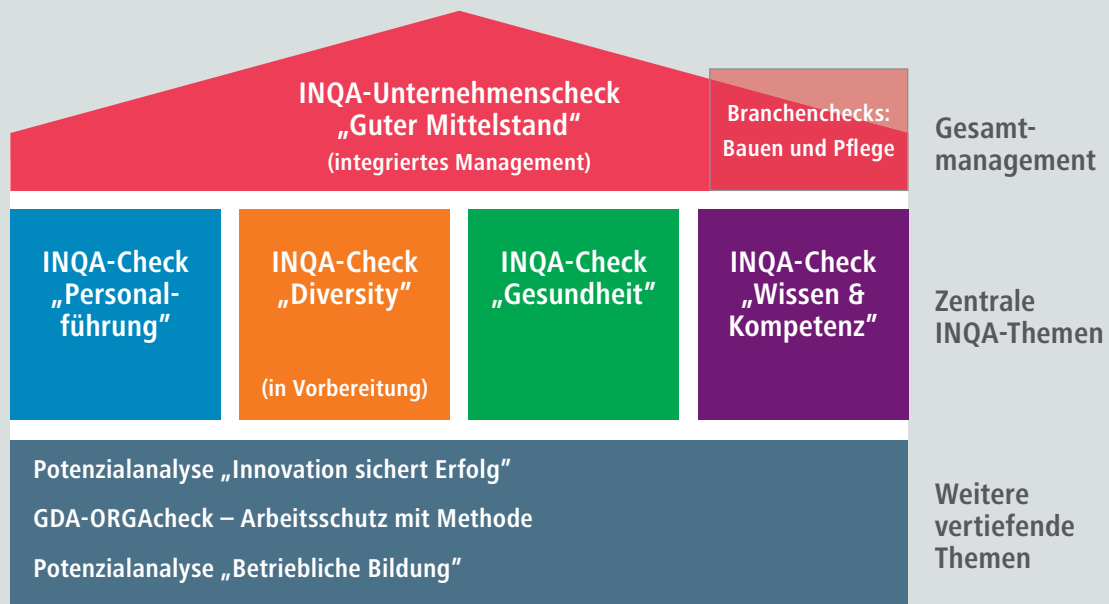 INQA-Unternehmenscheck
„Guter Mittelstand“
(integriertes Management)
Branchenchecks:
Bauen und Pflege
Gesamt-
management
INQA-Check
„Personal-
führung”
INQA-Check
„Diversity”
(in Vorbereitung)
INQA-Check
„Gesundheit”
INQA-Check
„Wissen &
Kompetenz”
Zentrale
INQA-Themen
Potenzialanalyse „Innovation sichert Erfolg”
GDA-ORGAcheck – Arbeitsschutz mit Methode
Potenzialanalyse „Betriebliche Bildung”
Weitere
vertiefende
Themen